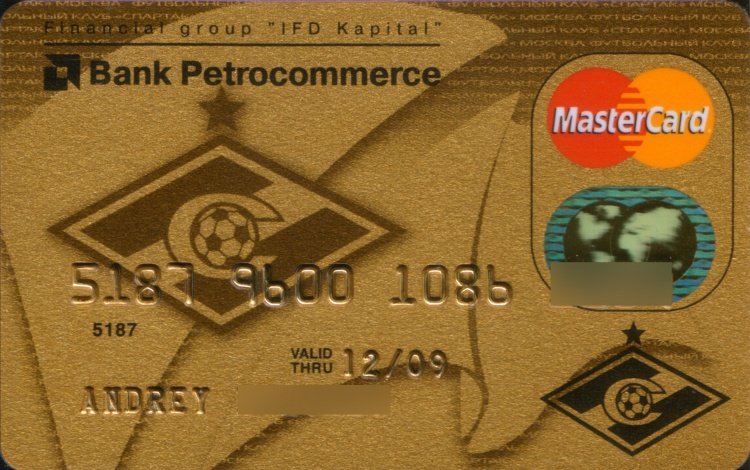 Financial group "IFD Kapital"
Bank Petrocommerce
MasterCard
5187 9600 1086
5187
VALID THRU 12/09
ANDREY